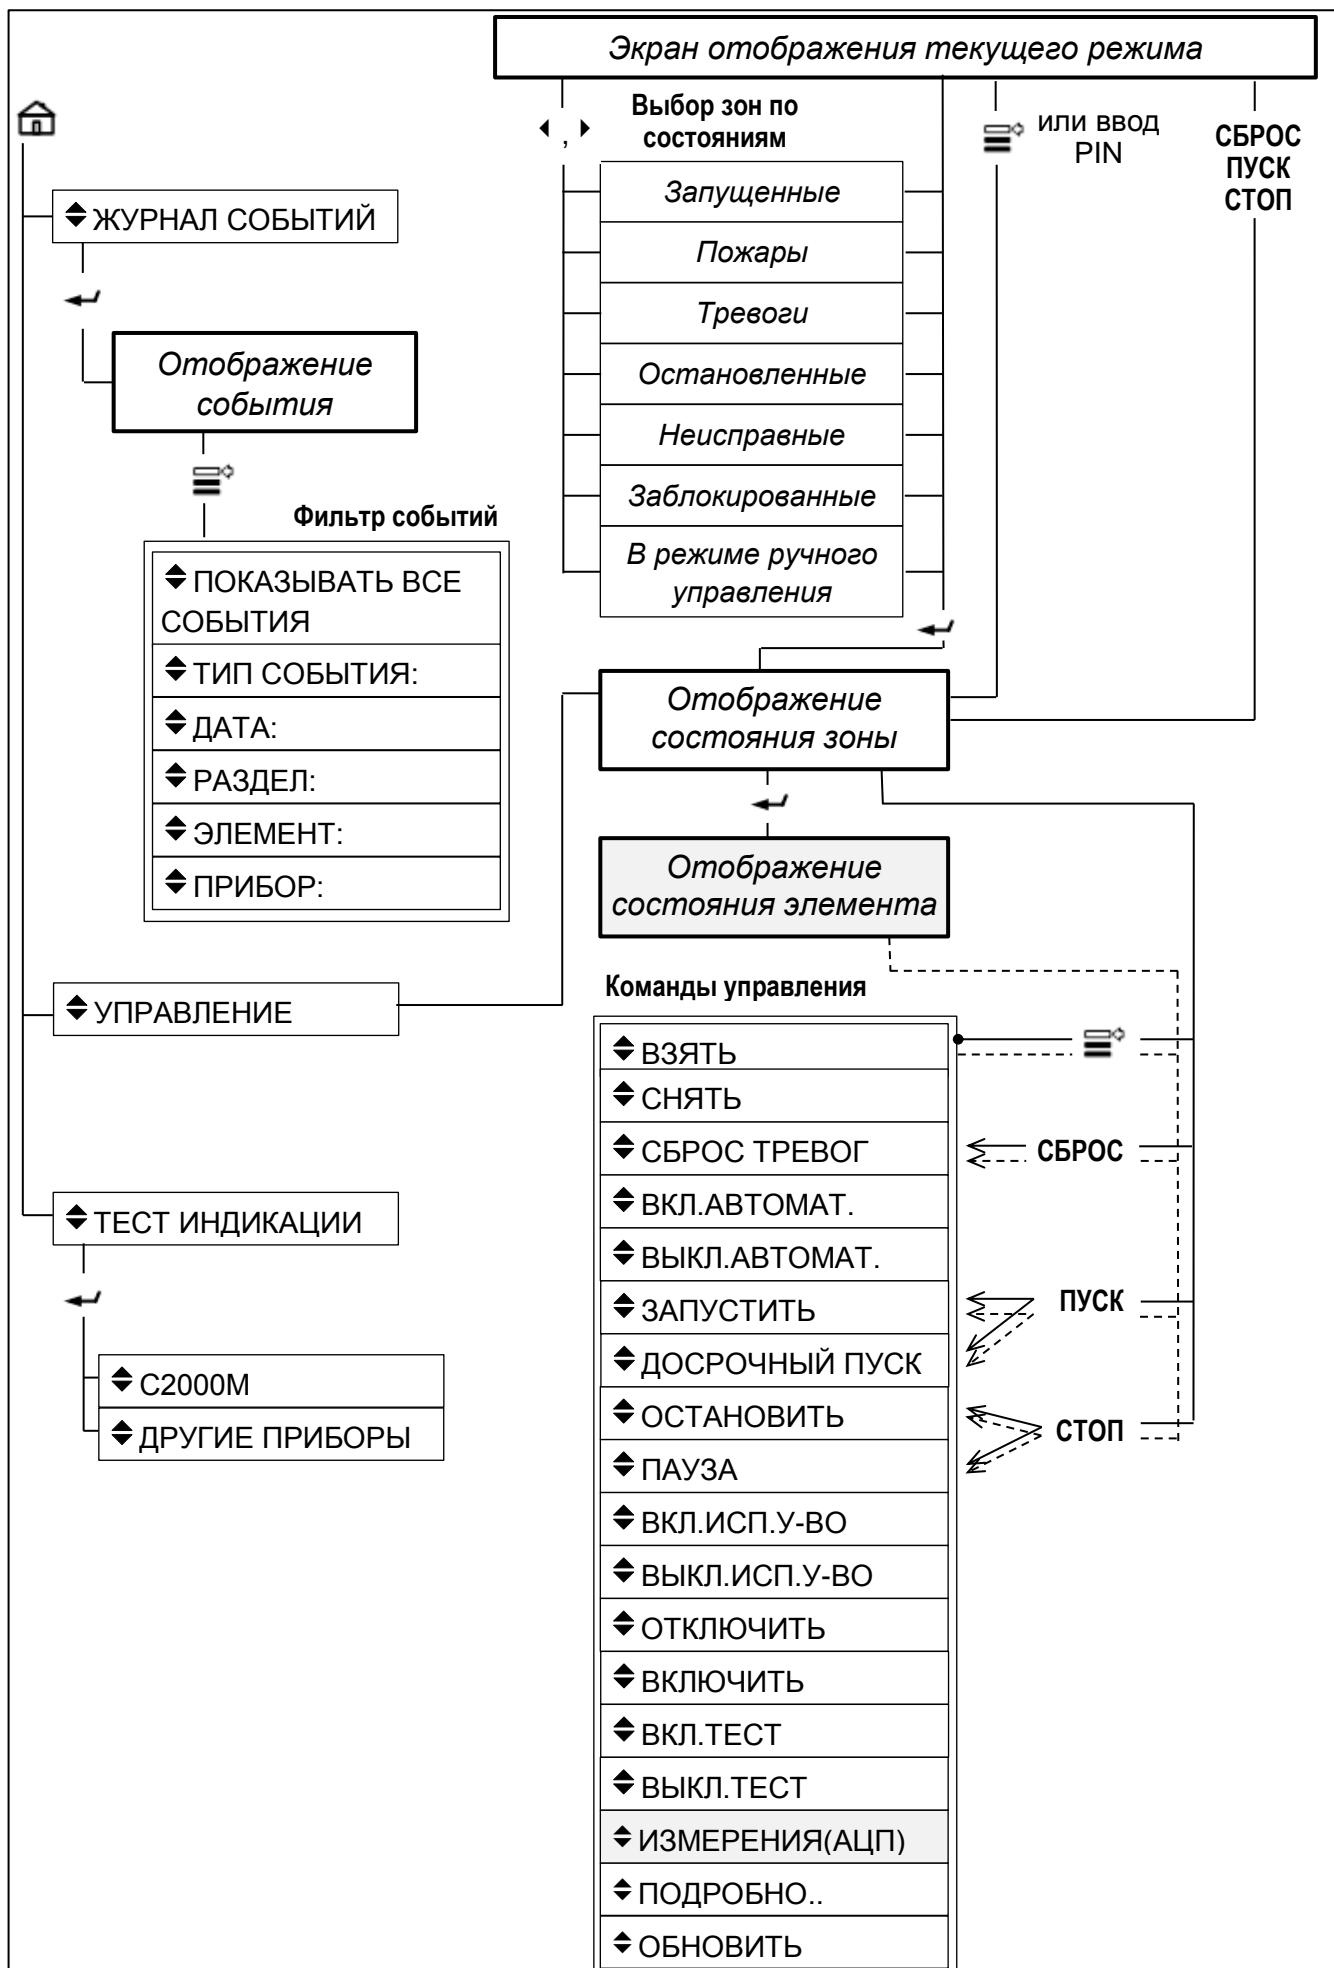 Экран отображения текущего режима
Выбор зон по
состояниям
или ввод
PIN
СБРОС
ПУСК
СТОП
ЖУРНАЛ СОБЫТИЙ
Запущенные
Пожары
Тревоги
Остановленные
Неисправные
Заблокированные
В режиме ручного
управления
Отображение
события
Фильтр событий
ПОКАЗЫВАТЬ ВСЕ
СОБЫТИЯ
ТИП СОБЫТИЯ:
ДАТА:
РАЗДЕЛ:
ЭЛЕМЕНТ:
ПРИБОР:
Отображение
состояния зоны
Отображение
состояния элемента
УПРАВЛЕНИЕ
Команды управления
ВЗЯТЬ
СНЯТЬ
СБРОС ТРЕВОГ
СБРОС
ВКЛ.АВТОМАТ.
ВЫКЛ.АВТОМАТ.
ЗАПУСТИТЬ
ПУСК
ДОСРОЧНЫЙ ПУСК
ОСТАНОВИТЬ
СТОП
ПАУЗА
ВКЛ.ИСП.У-ВО
ВЫКЛ.ИСП.У-ВО
ОТКЛЮЧИТЬ
ВКЛЮЧИТЬ
ВКЛ.ТЕСТ
ВЫКЛ.ТЕСТ
ИЗМЕРЕНИЯ(АЦП)
ПОДРОБНО..
ОБНОВИТЬ
ТЕСТ ИНДИКАЦИИ
С2000М
ДРУГИЕ ПРИБОРЫ